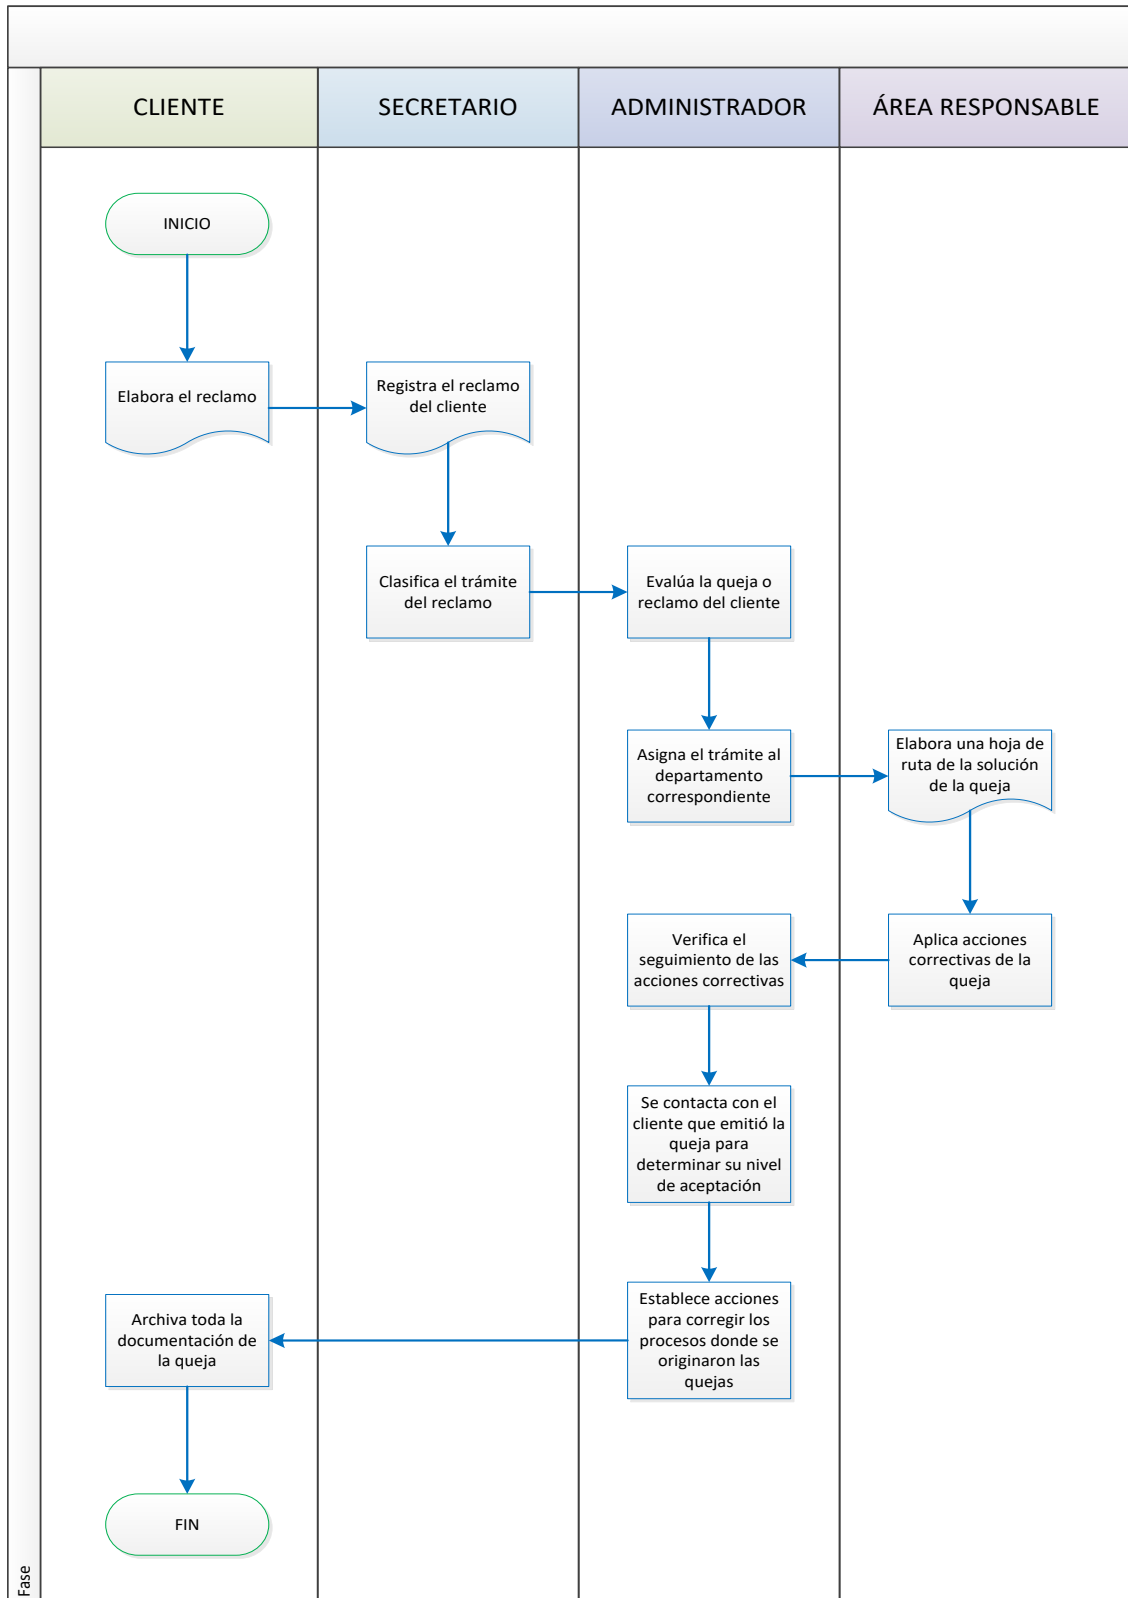 CLIENTE
SECRETARIO
ADMINISTRADOR
ÁREA RESPONSABLE
INICIO
Elabora el reclamo
Registra el reclamo
del cliente
Clasifica el trámite
del reclamo
Evalúa la queja o
reclamo del cliente
Asigna el trámite al
departamento
correspondiente
Elabora una hoja de
ruta de la solución
de la queja
Aplica acciones
correctivas de la
queja
Verifica el
seguimiento de las
acciones correctivas
Se contacta con el
cliente que emitió la
queja para
determinar su nivel
de aceptación
Establece acciones
para corregir los
procesos donde se
originaron las
quejas
Archiva toda la
documentación de
la queja
FIN
Fase